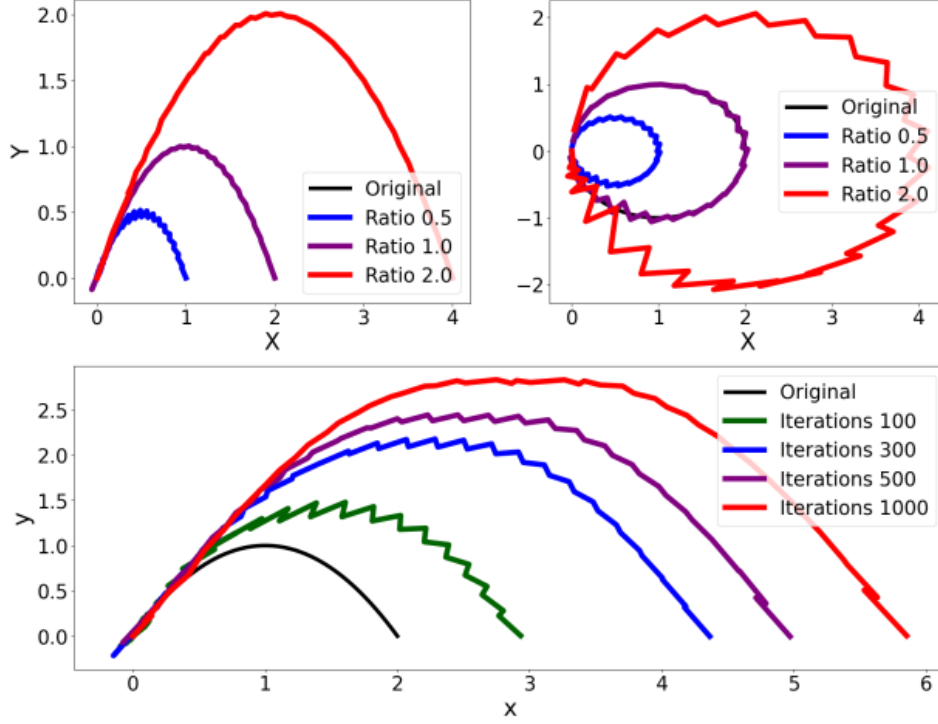 2.0
1.5
1.0
0.5
0.0
Y
Original
Ratio 0.5
Ratio 1.0
Ratio 2.0
0 1 2 3 4
X
2
1
0
−1
−2
Original
Ratio 0.5
Ratio 1.0
Ratio 2.0
0 1 2 3 4
X
2.5
2.0
1.5
1.0
0.5
0.0
y
Original
Iterations 100
Iterations 300
Iterations 500
Iterations 1000
0 1 2 3 4 5 6
x